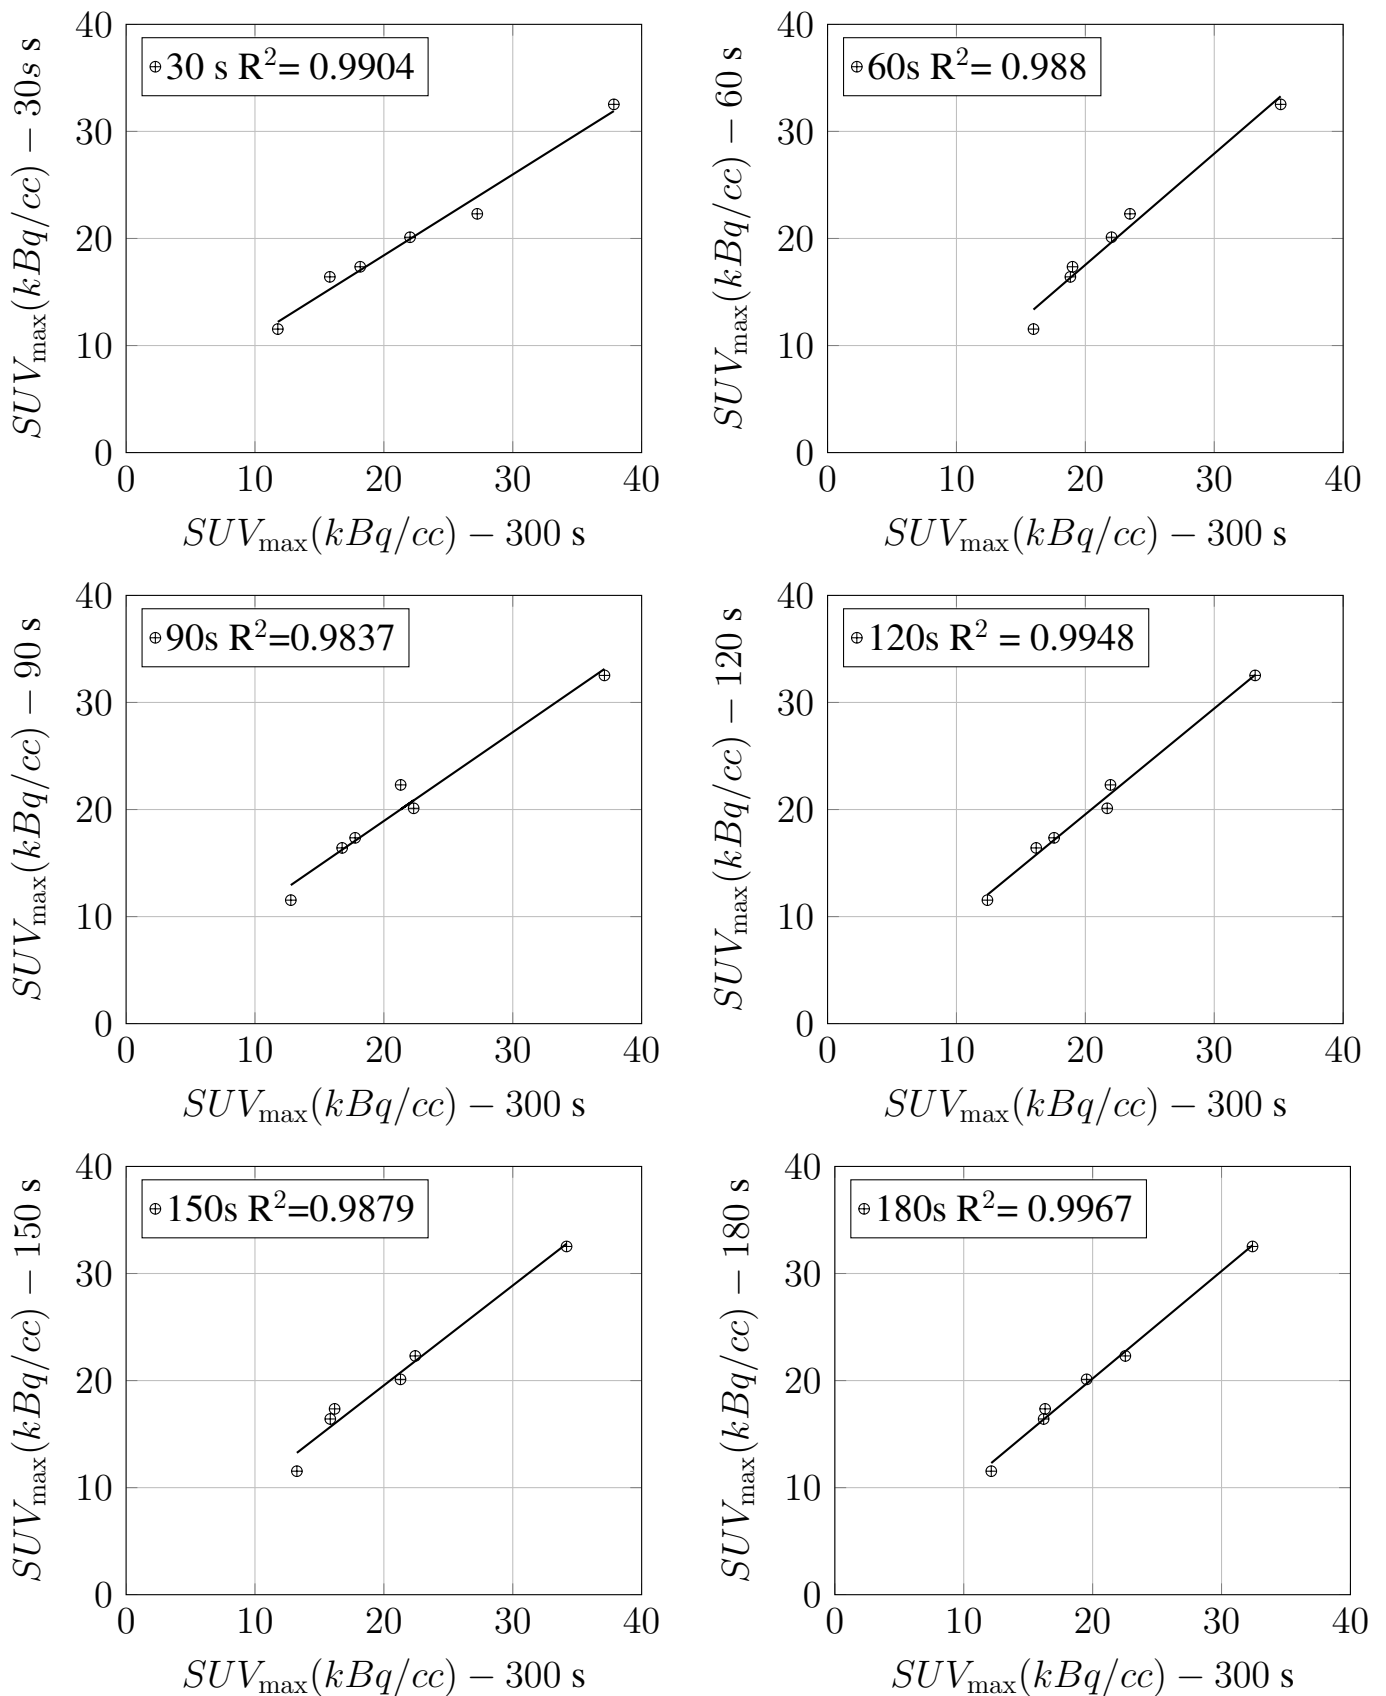 40
30
20
10
0
0 10 20 30 40
SUVmax(kBq/cc) − 30s s
SUVmax(kBq/cc) − 300 s
30 s R²= 0.9904
40
30
20
10
0
0 10 20 30 40
SUVmax(kBq/cc) − 60 s
SUVmax(kBq/cc) − 300 s
60s R²= 0.988
40
30
20
10
0
0 10 20 30 40
SUVmax(kBq/cc) − 90 s
SUVmax(kBq/cc) − 300 s
90s R²=0.9837
40
30
20
10
0
0 10 20 30 40
SUVmax(kBq/cc) − 120 s
SUVmax(kBq/cc) − 300 s
120s R² = 0.9948
40
30
20
10
0
0 10 20 30 40
SUVmax(kBq/cc) − 150 s
SUVmax(kBq/cc) − 300 s
150s R²=0.9879
40
30
20
10
0
0 10 20 30 40
SUVmax(kBq/cc) − 180 s
SUVmax(kBq/cc) − 300 s
180s R²= 0.9967